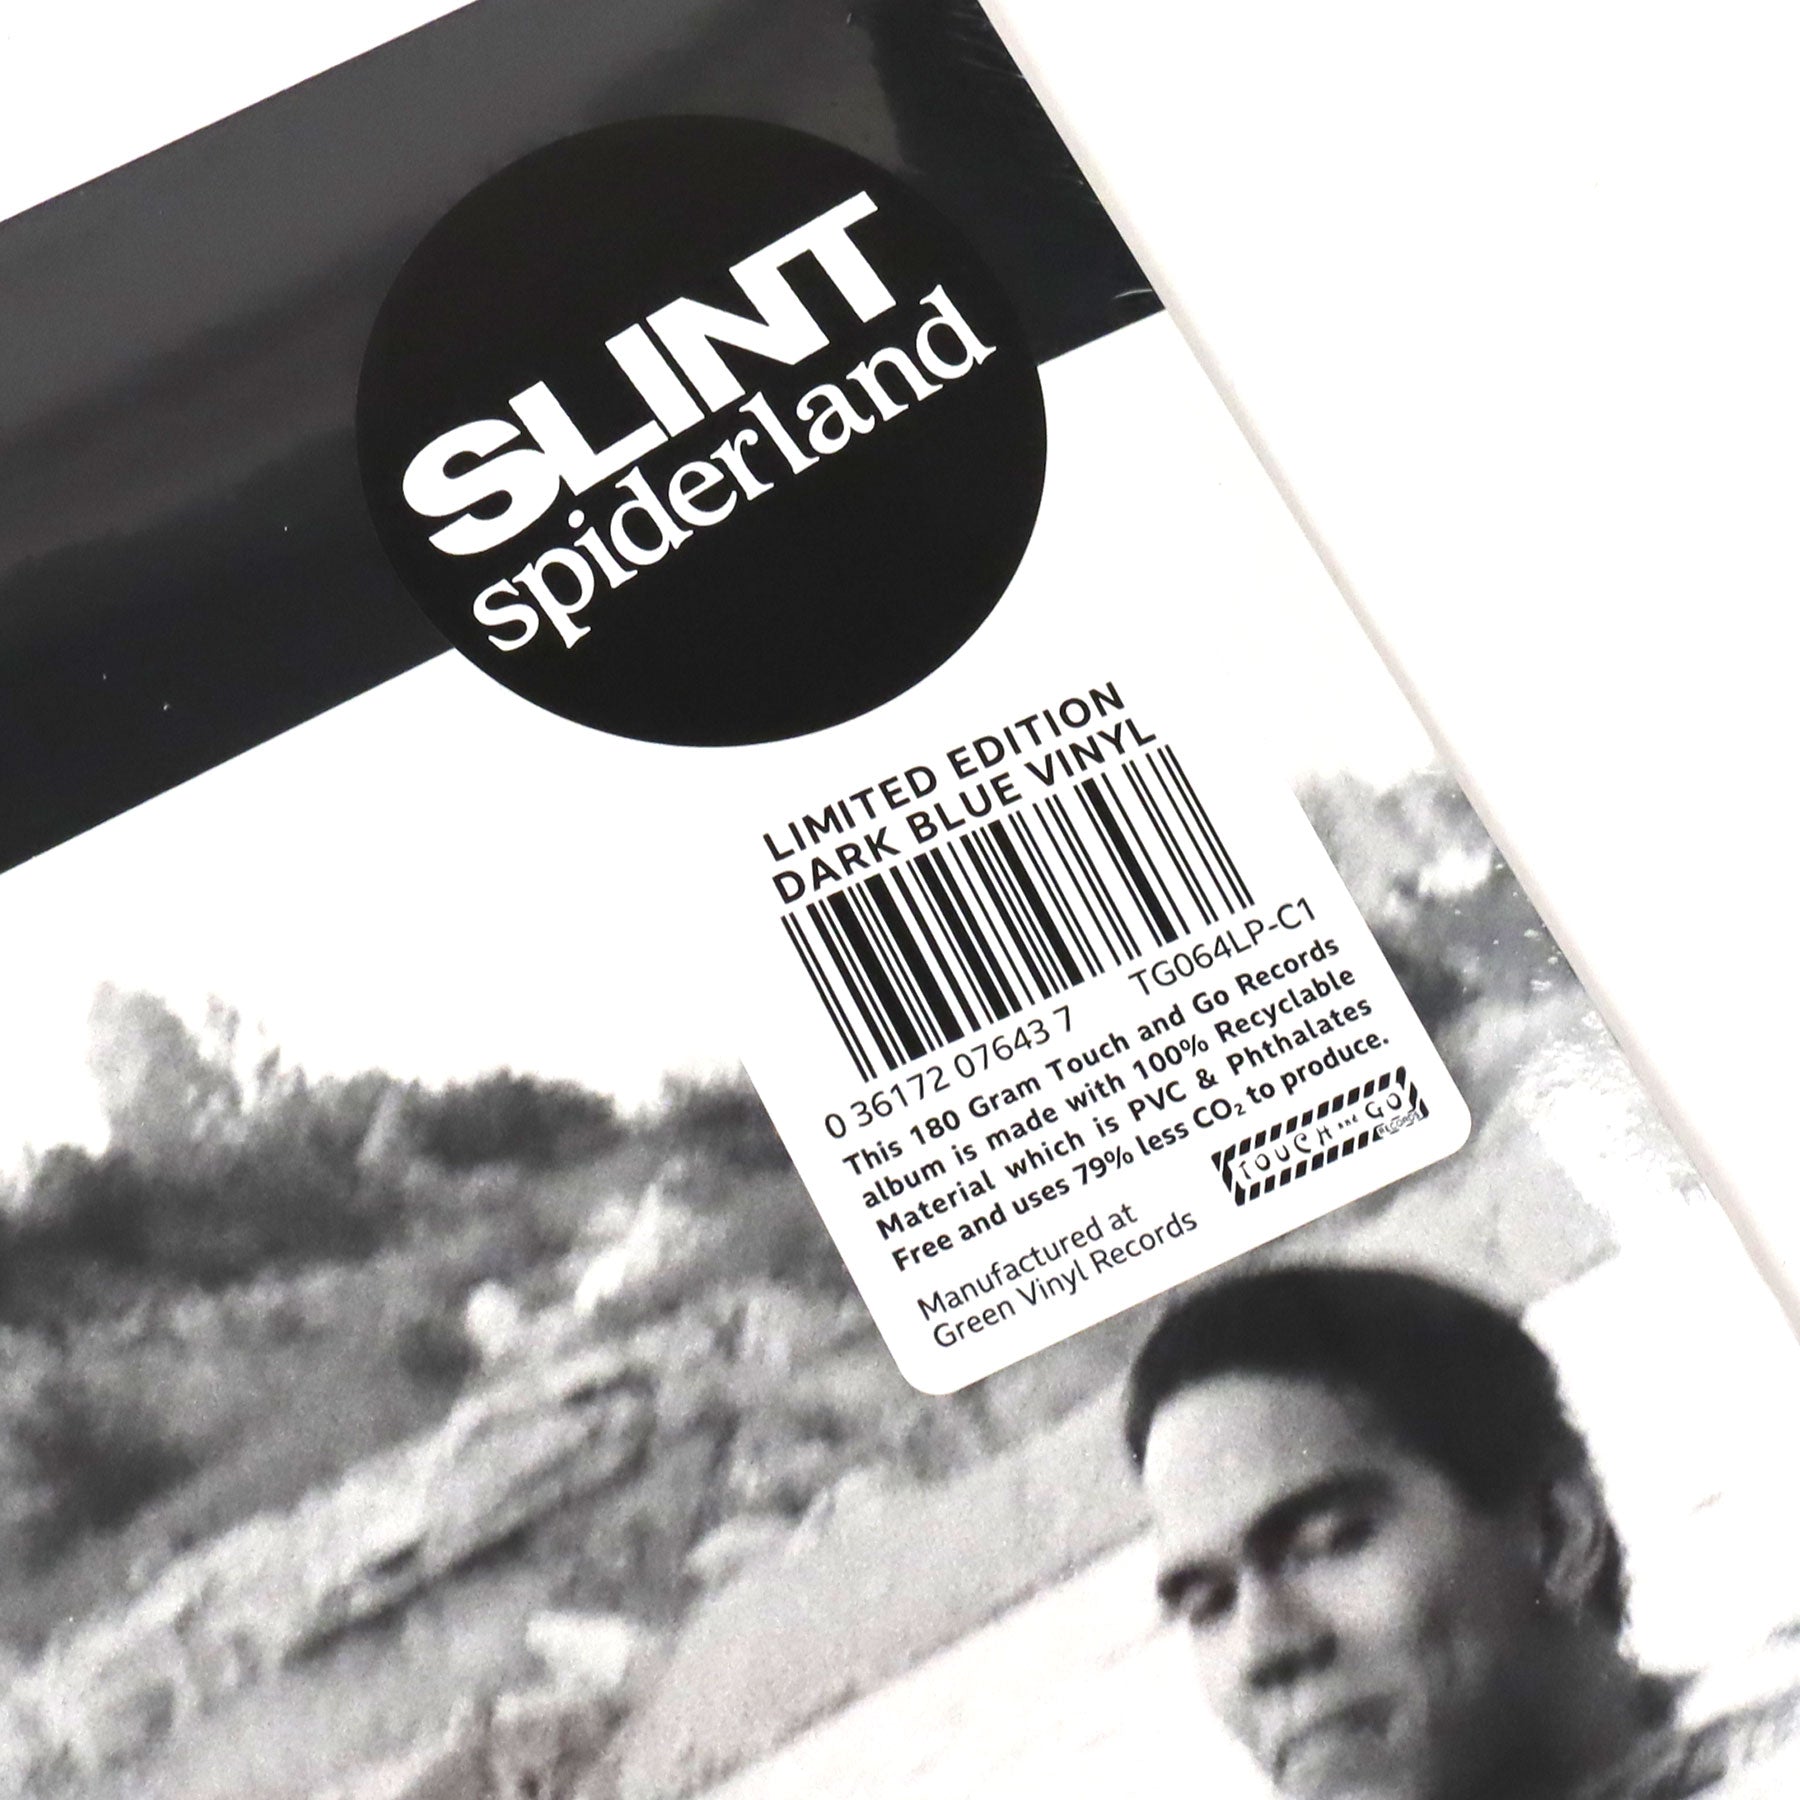 SLINT
spiderland
LIMITED EDITION
DARK BLUE VINYL
0 36172 07643 7
TG064LP-C1
This 180 Gram Touch and Go Records
album is made with 100% Recyclable
Material which is PVC & Phthalates
Free and uses 79% less CO₂ to produce.
Manufactured at
Green Vinyl Records
TOUCH and GO
RECORDS